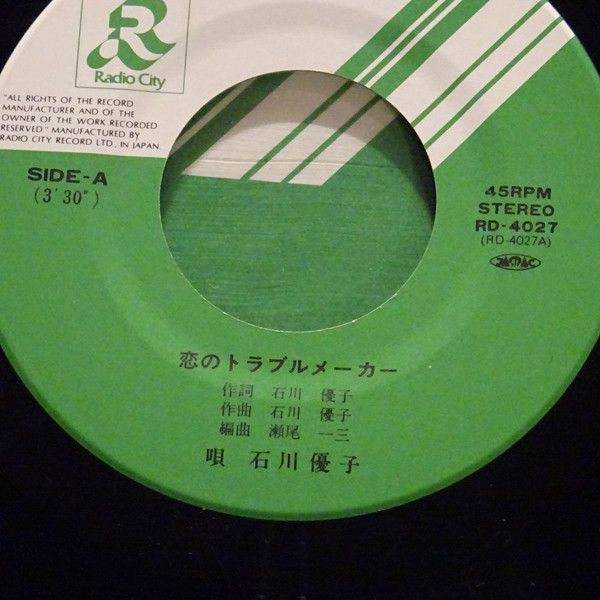 R
Radio City
"ALL RIGHTS OF THE RECORD
MANUFACTURER AND OF THE
OWNER OF THE WORK RECORDED
RESERVED" MANUFACTURED BY
RADIO CITY RECORD LTD., IN JAPAN.
SIDE-A
(3'30")
45RPM
STEREO
RD-4027
(RD-4027A)
JASRAC
恋のトラブルメーカー
作詞 石川 優子
作曲 石川 優子
編曲 瀬尾 一三
唄 石川優子